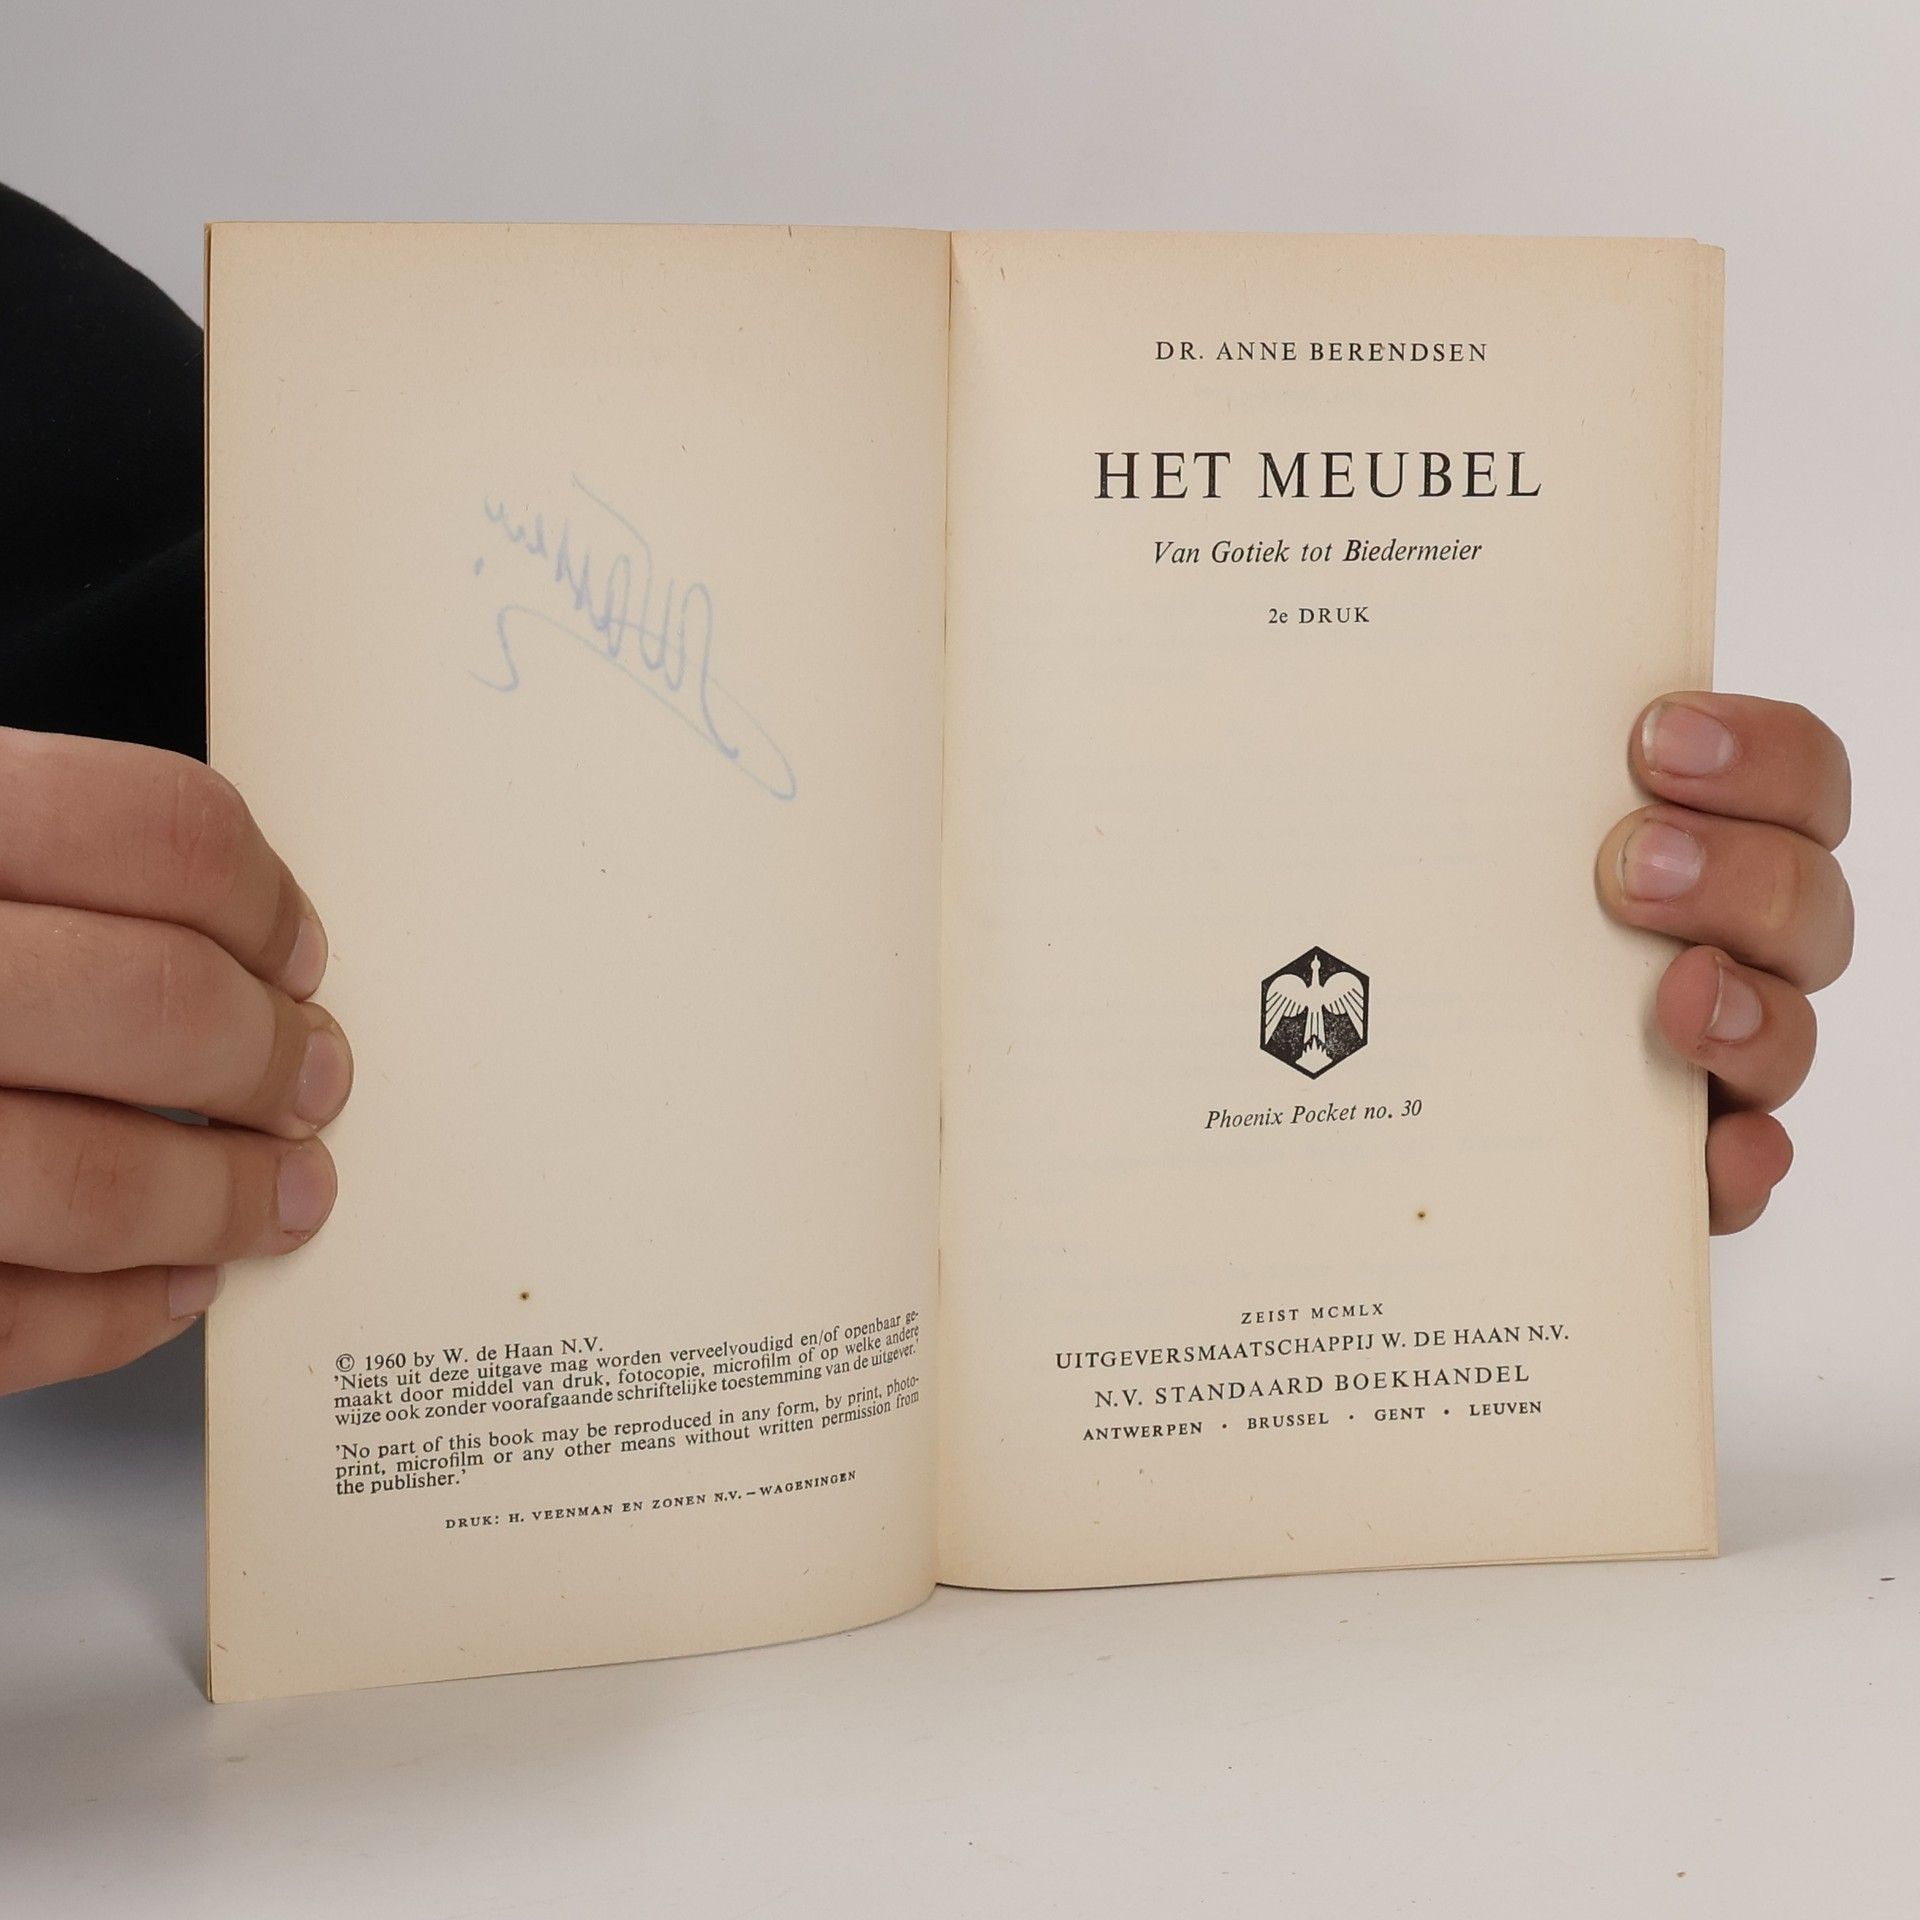 © 1960 by W. de Haan N.V.
'Niets uit deze uitgave mag worden verveelvoudigd en/of openbaar ge-
maakt door middel van druk, fotocopie, microfilm of op welke andere
wijze ook zonder voorafgaande schriftelijke toestemming van de uitgever.'
'No part of this book may be reproduced in any form, by print, photo-
print, microfilm or any other means without written permission from
the publisher.'
DRUK: H. VEENMAN EN ZONEN N.V. – WAGENINGEN
DR. ANNE BERENDSEN
HET MEUBEL
Van Gotiek tot Biedermeier
2e DRUK
Phoenix Pocket no. 30
ZEIST MCMLX
UITGEVERSMAATSCHAPPIJ W. DE HAAN N.V.
N.V. STANDAARD BOEKHANDEL
ANTWERPEN · BRUSSEL · GENT · LEUVEN